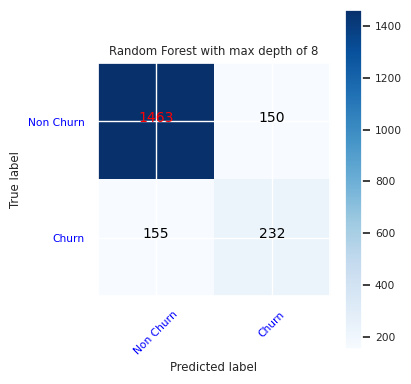 Random Forest with max depth of 8
True label
Non Churn
1463
150
Churn
155
232
Non Churn
Churn
Predicted label
1400
1200
1000
800
600
400
200